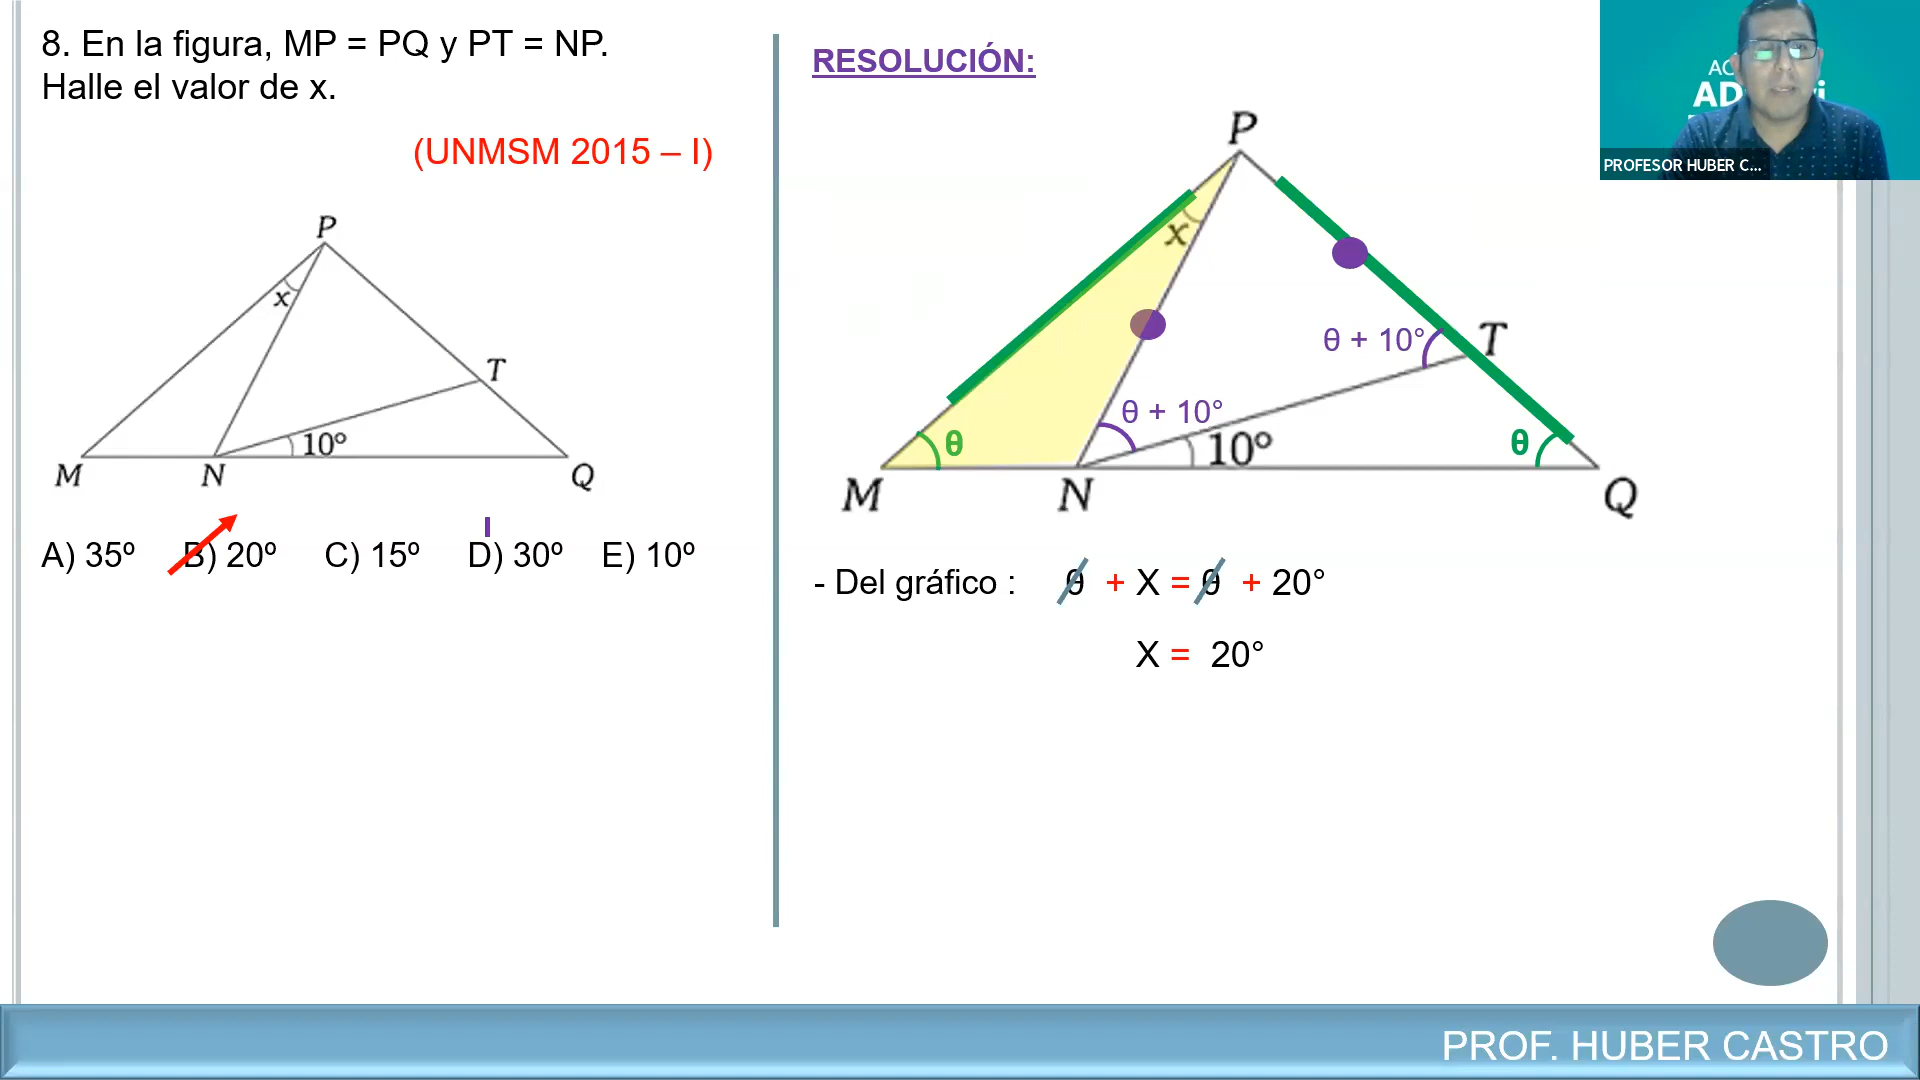 8. En la figura, MP = PQ y PT = NP.
Halle el valor de x.
(UNMSM 2015 – I)
P
x
T
10º
M
N
Q
A) 35º B) 20º C) 15º D) 30º E) 10º
RESOLUCIÓN:
P
x
T
θ + 10°
θ + 10°
θ
10º
θ
M
N
Q
- Del gráfico : θ + X = θ + 20°
X = 20°
PROFESOR HUBER C...
PROF. HUBER CASTRO